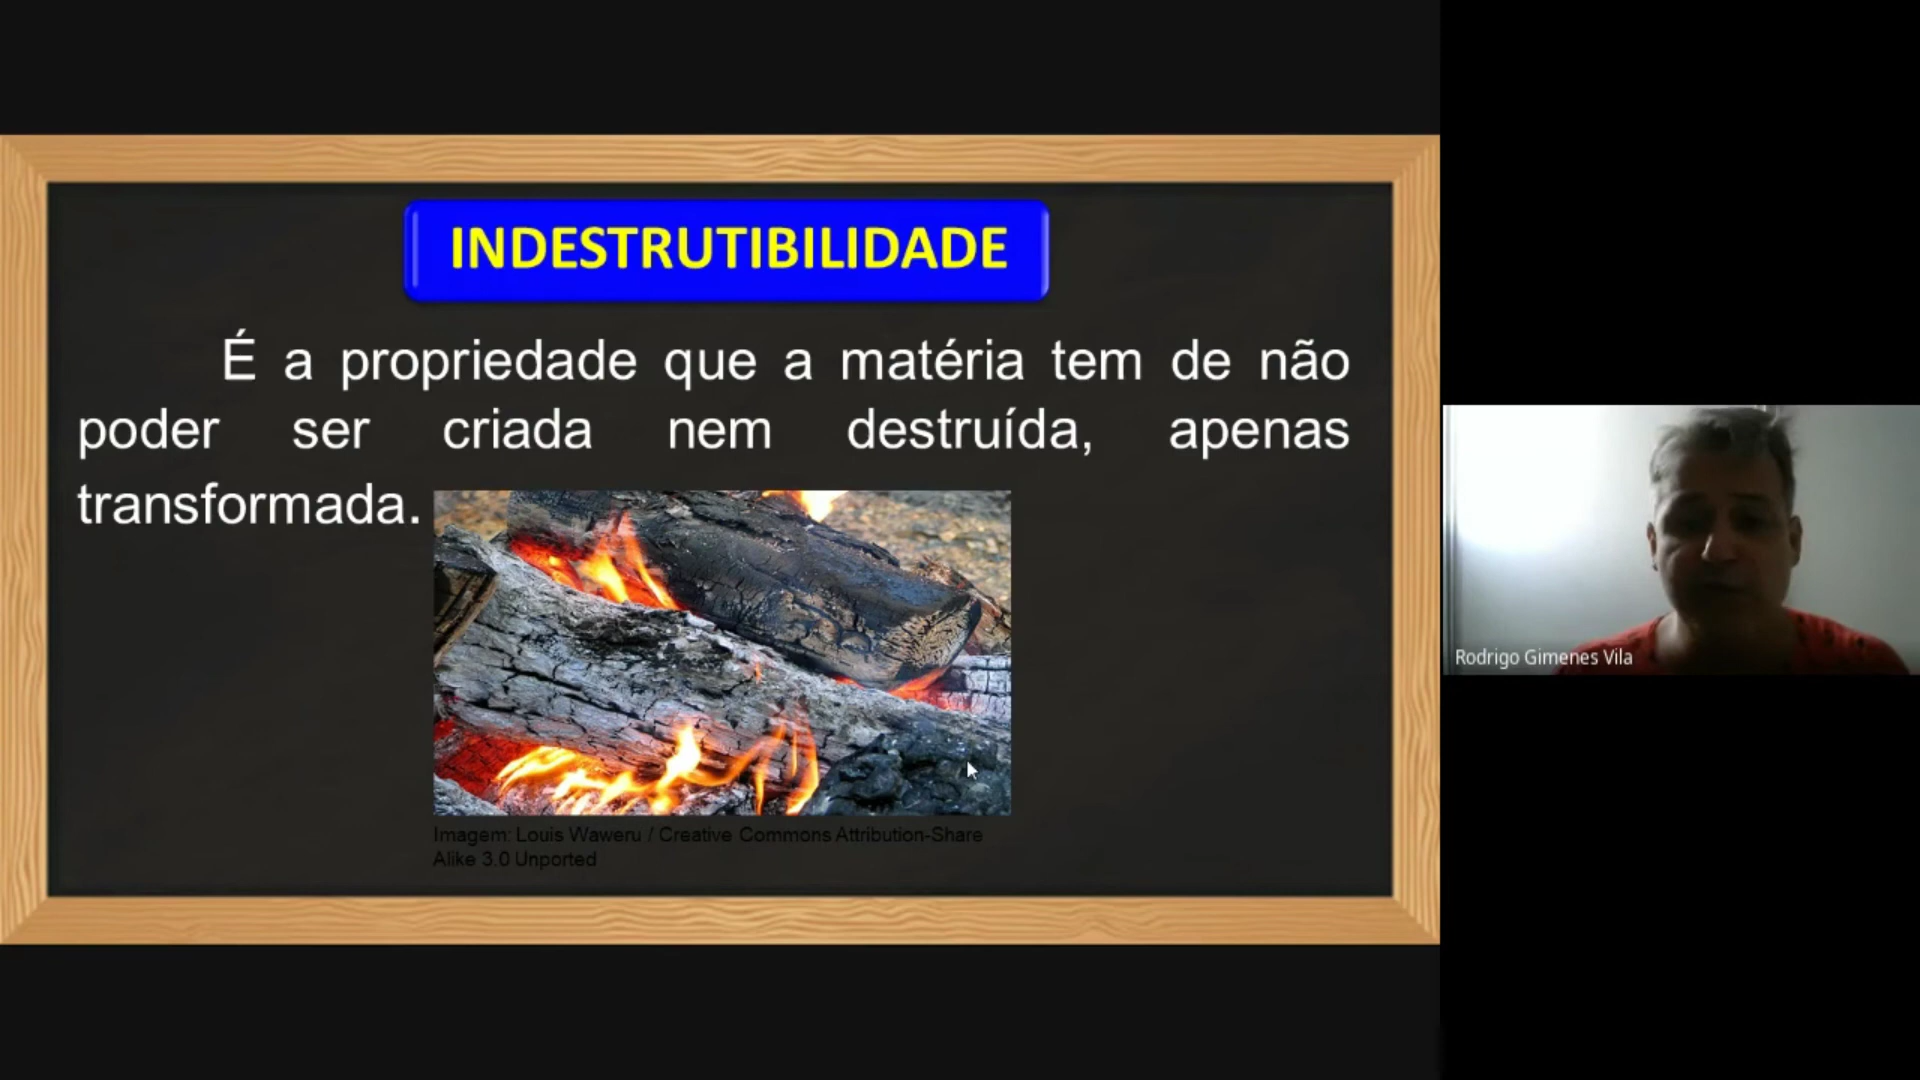 INDESTRUTIBILIDADE
É a propriedade que a matéria tem de não
poder ser criada nem destruída, apenas
transformada.
Imagem: Louis Waweru / Creative Commons Attribution-Share
Alike 3.0 Unported
Rodrigo Gimenes Vila